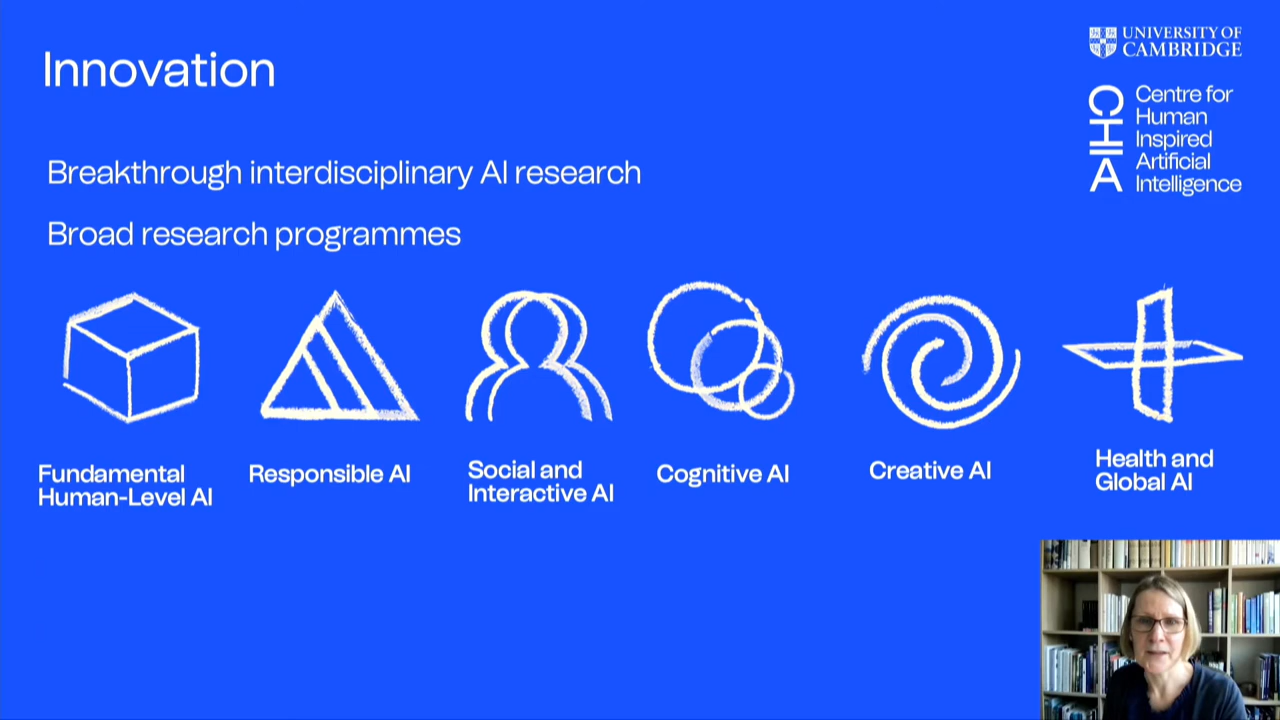 Innovation
UNIVERSITY OF
CAMBRIDGE
CHIA
Centre for
Human
Inspired
Artificial
Intelligence
Breakthrough interdisciplinary AI research
Broad research programmes
Fundamental
Human-Level AI
Responsible AI
Social and
Interactive AI
Cognitive AI
Creative AI
Health and
Global AI